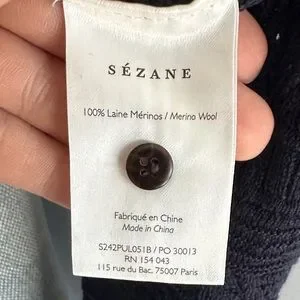 SÉZANE
100% Laine Mérinos / Merino Wool
Fabriqué en Chine
Made in China
S242PUL051B / PO 30013
RN 154 043
115 rue du Bac. 75007 Paris